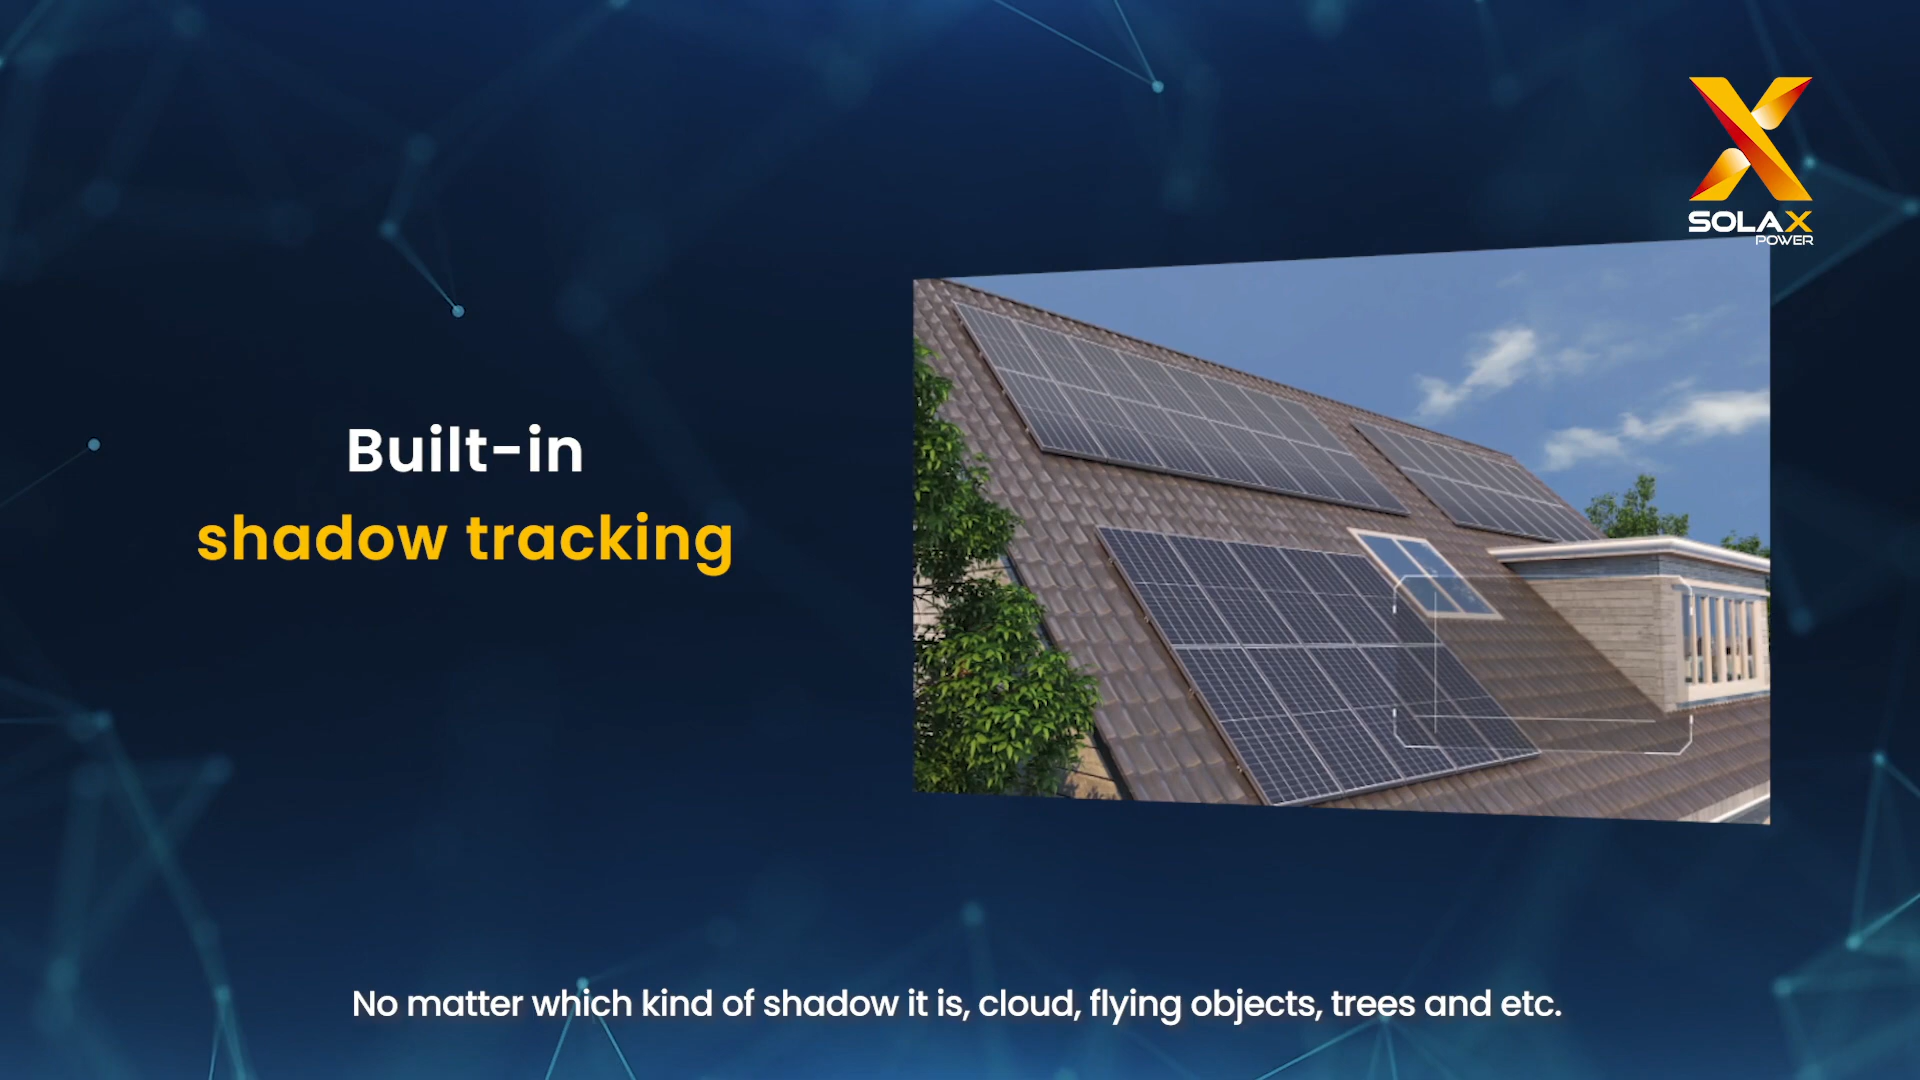 SOLAX
POWER
Built-in
shadow tracking
No matter which kind of shadow it is, cloud, flying objects, trees and etc.